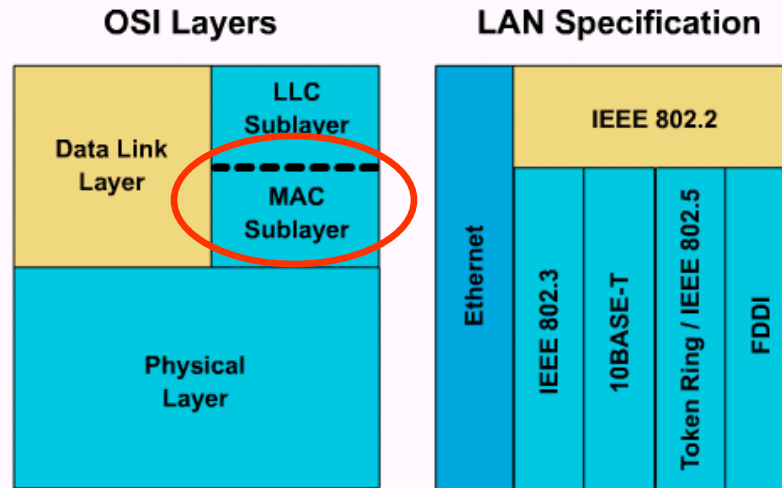 OSI Layers
LAN Specification
Data Link
Layer
LLC
Sublayer
MAC
Sublayer
Physical
Layer
Ethernet
IEEE 802.2
IEEE 802.3
10BASE-T
Token Ring / IEEE 802.5
FDDI